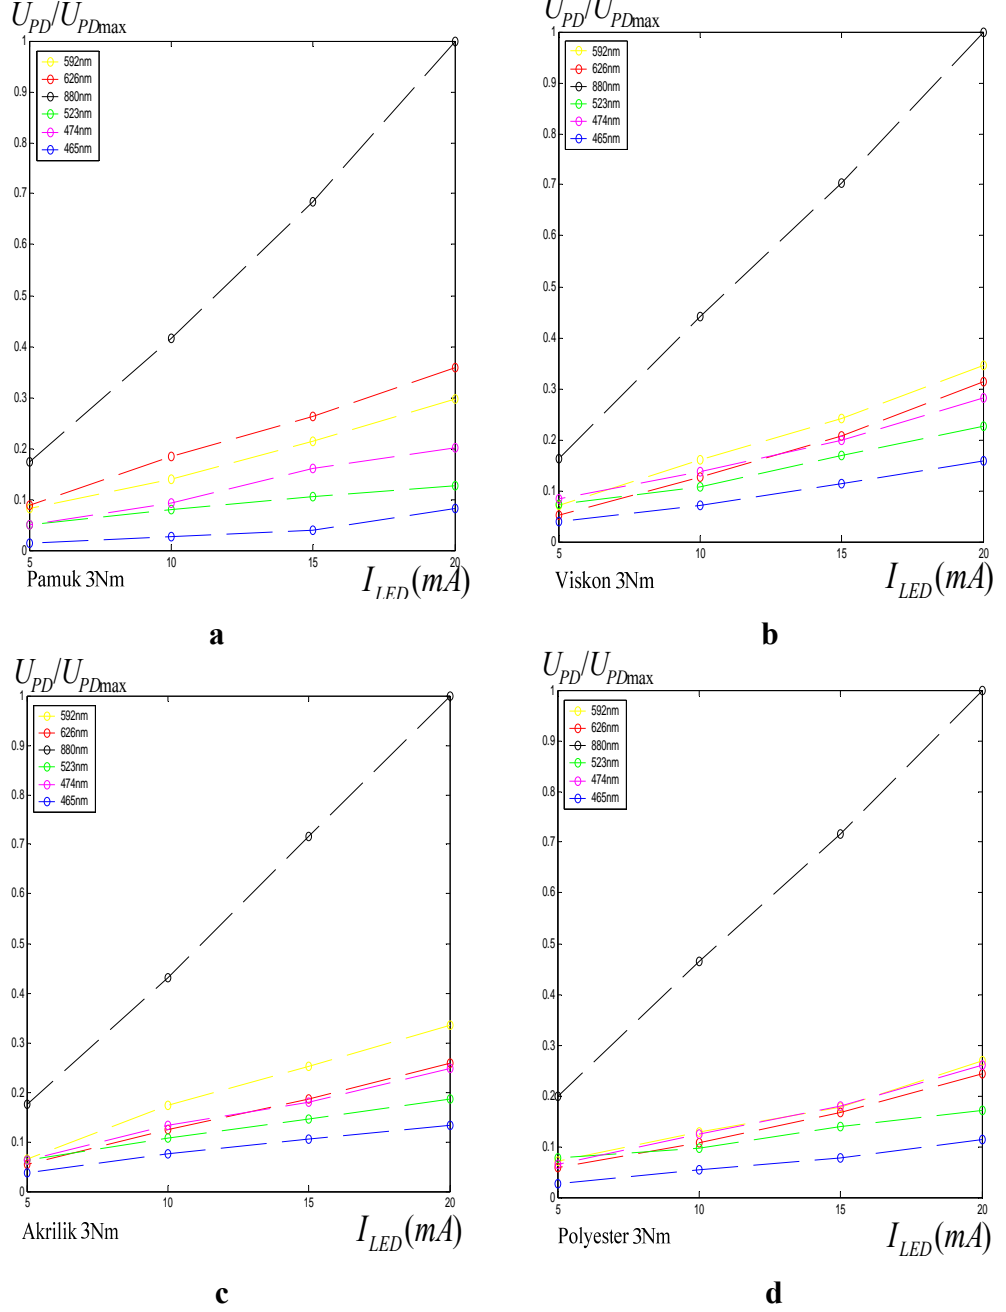 U_PD/U_PDmax
1
0.9
0.8
0.7
0.6
0.5
0.4
0.3
0.2
0.1
0
592nm
626nm
880nm
523nm
474nm
465nm
5
10
15
20
Pamuk 3Nm
I_LED(mA)
a
U_PD/U_PDmax
1
0.9
0.8
0.7
0.6
0.5
0.4
0.3
0.2
0.1
0
592nm
626nm
880nm
523nm
474nm
465nm
5
10
15
20
Viskon 3Nm
I_LED(mA)
b
U_PD/U_PDmax
1
0.9
0.8
0.7
0.6
0.5
0.4
0.3
0.2
0.1
0
592nm
626nm
880nm
523nm
474nm
465nm
5
10
15
20
Akrilik 3Nm
I_LED(mA)
c
U_PD/U_PDmax
1
0.9
0.8
0.7
0.6
0.5
0.4
0.3
0.2
0.1
0
592nm
626nm
880nm
523nm
474nm
465nm
5
10
15
20
Polyester 3Nm
I_LED(mA)
d